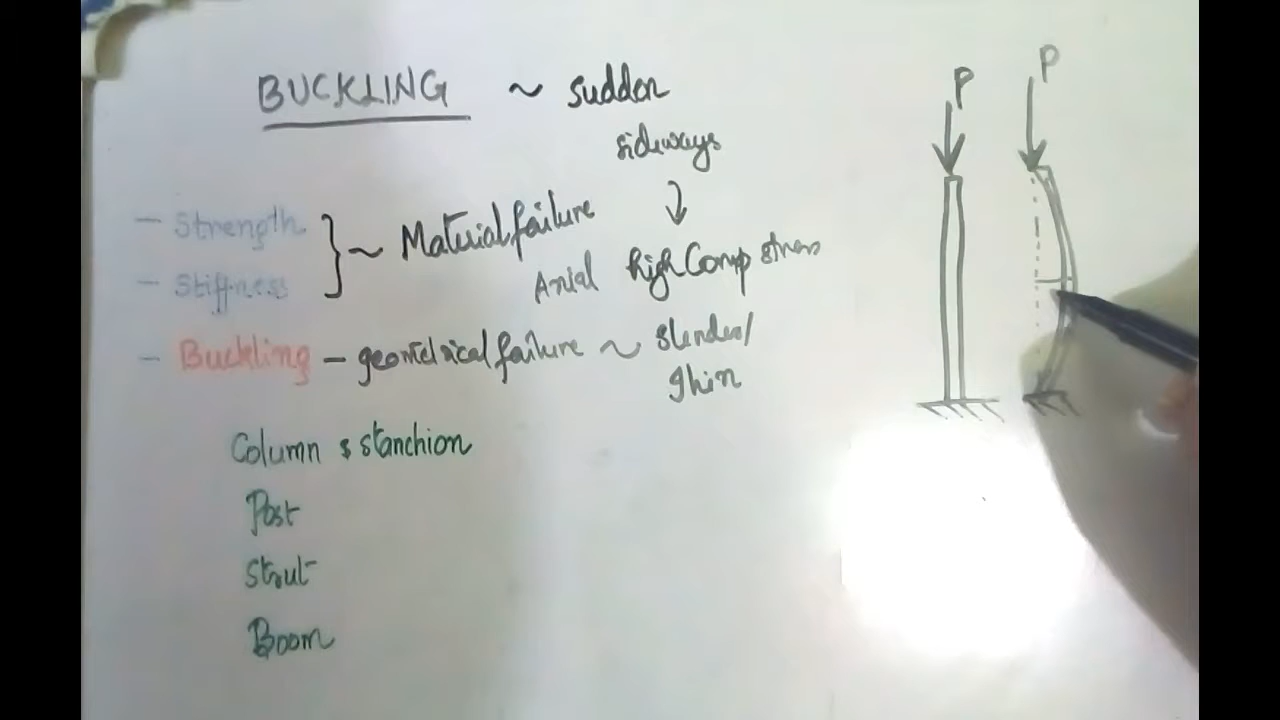 BUCKLING ~ sudden
sideways
- Strength
- Stiffness
} ~ Material failure
Axial high Comp stress
- Buckling - geometrical failure ~ slender/
thin
Column & stanchion
Post
Strut
Boom
P
P